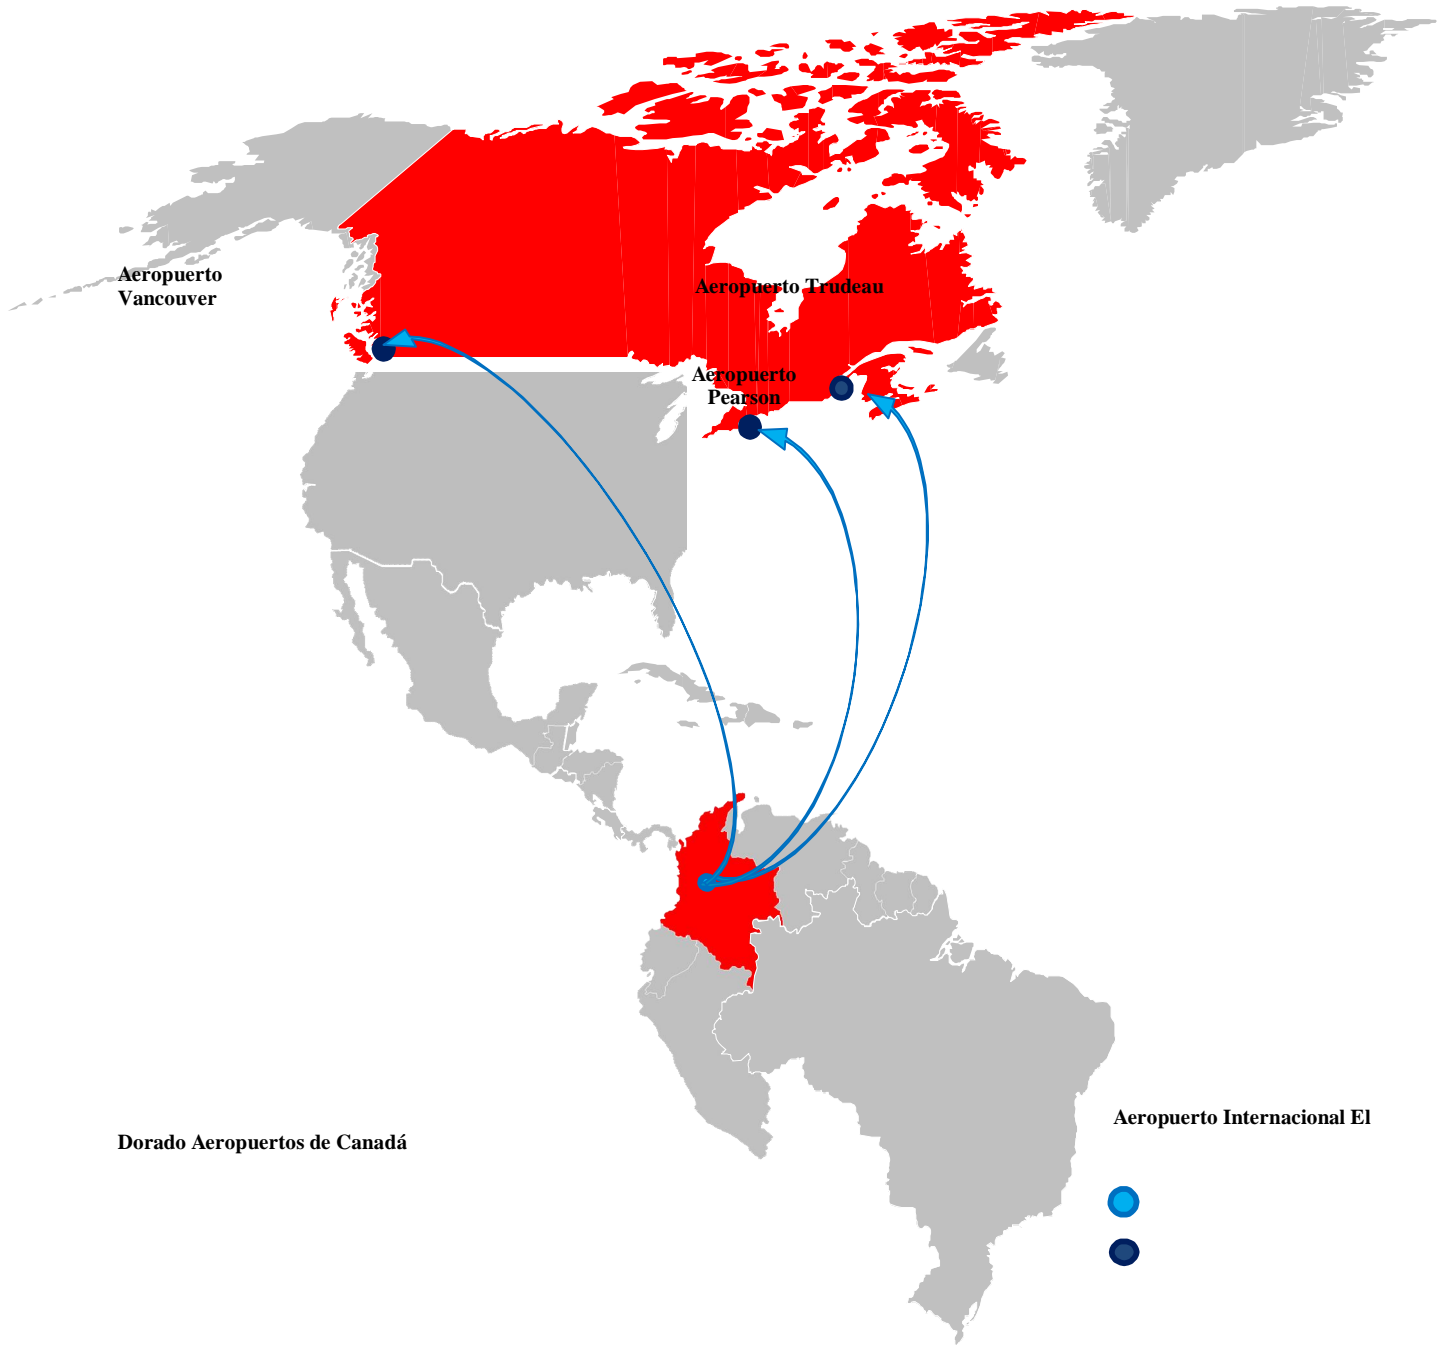 Aeropuerto
Vancouver
Aeropuerto Trudeau
Aeropuerto
Pearson
Aeropuerto Internacional El
Dorado Aeropuertos de Canadá